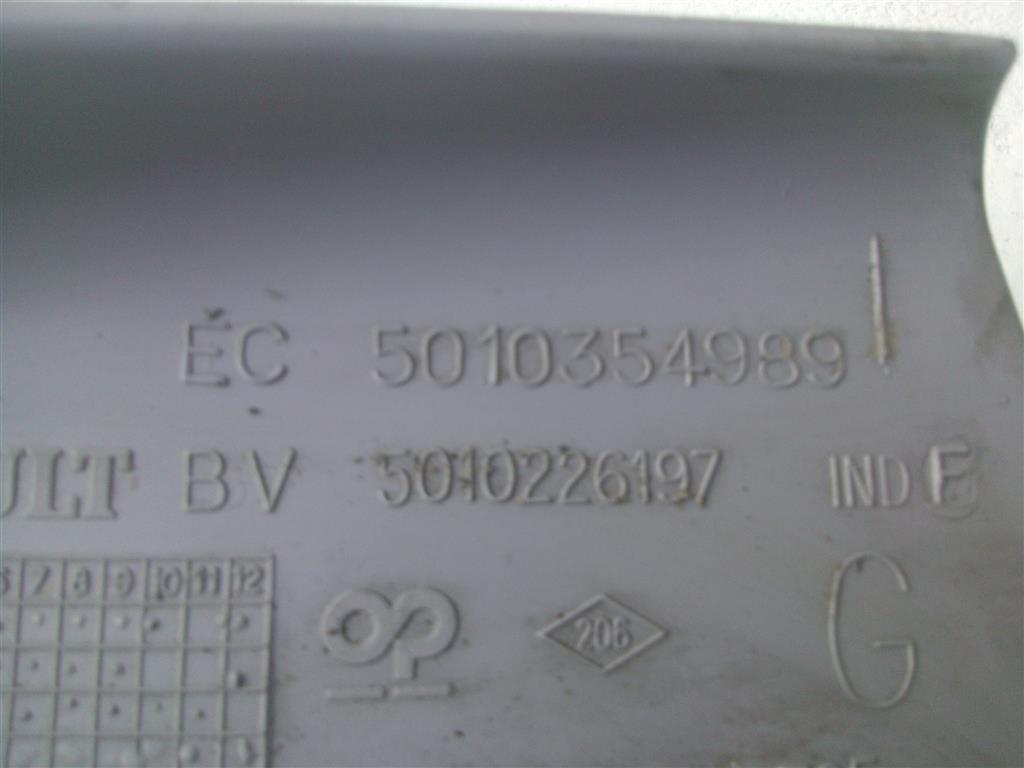 ÉC 5010354989
ULT BV 5010226197 IND F
7 8 9 10 11 12
206 G